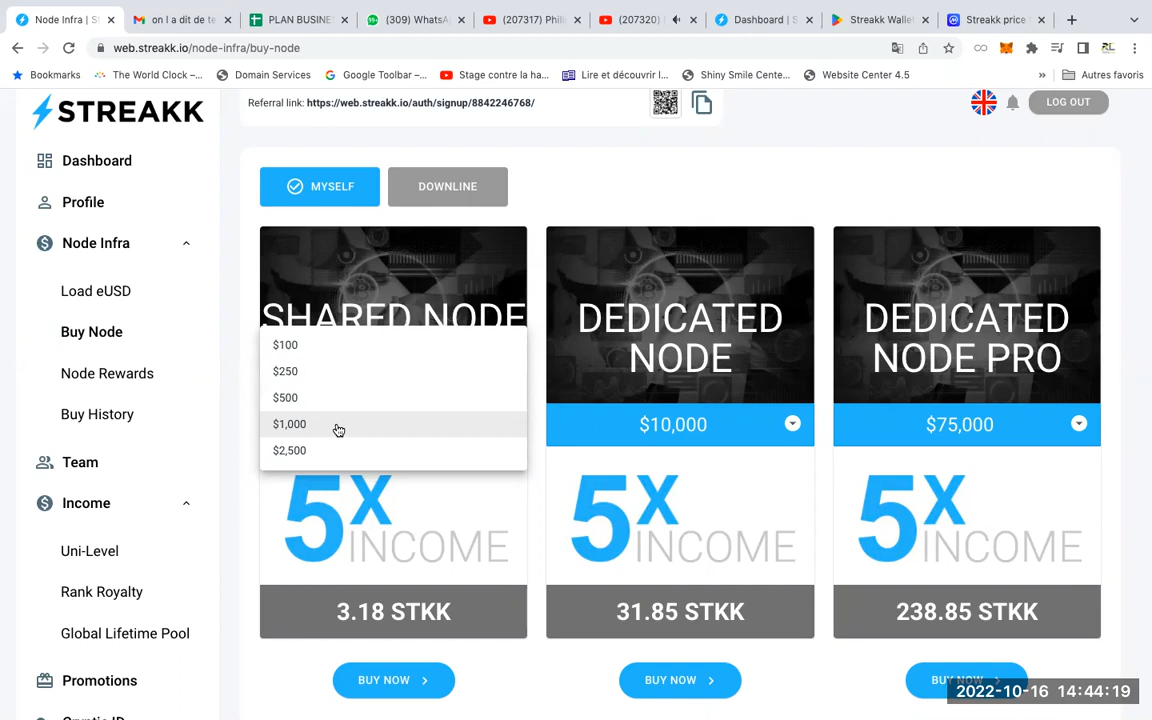 Node Infra | S
on l a dit de te
PLAN BUSINE
(309) WhatsA
(207317) Phili
(207320)
Dashboard | S
Streakk Walle
Streakk price
web.streakk.io/node-infra/buy-node
Bookmarks
The World Clock –...
Domain Services
Google Toolbar –...
Stage contre la ha...
Lire et découvrir l...
Shiny Smile Cente...
Website Center 4.5
»
Autres favoris
STREAKK
Referral link: https://web.streakk.io/auth/signup/8842246768/
LOG OUT
Dashboard
Profile
Node Infra
Load eUSD
Buy Node
Node Rewards
Buy History
Team
Income
Uni-Level
Rank Royalty
Global Lifetime Pool
Promotions
MYSELF
DOWNLINE
SHARED NODE
$100
$250
$500
$1,000
$2,500
5X
INCOME
3.18 STKK
BUY NOW
DEDICATED
NODE
$10,000
5X
INCOME
31.85 STKK
BUY NOW
DEDICATED
NODE PRO
$75,000
5X
INCOME
238.85 STKK
2022-10-16 14:44:19